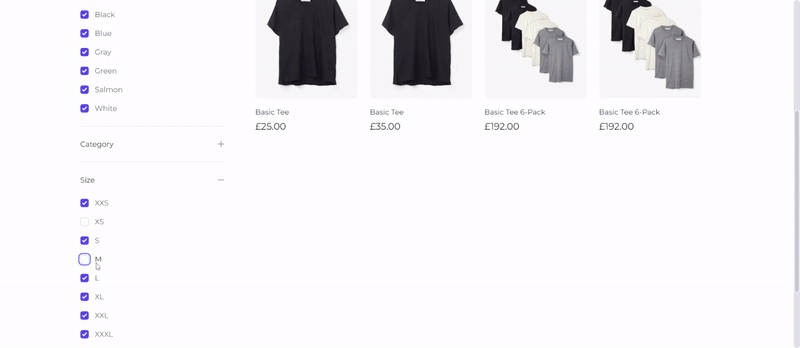 Black
Blue
Gray
Green
Salmon
White
Category
Size
XXS
XS
S
M
L
XL
XXL
XXXL
Basic Tee
£25.00
Basic Tee
£35.00
Basic Tee 6-Pack
£192.00
Basic Tee 6-Pack
£192.00